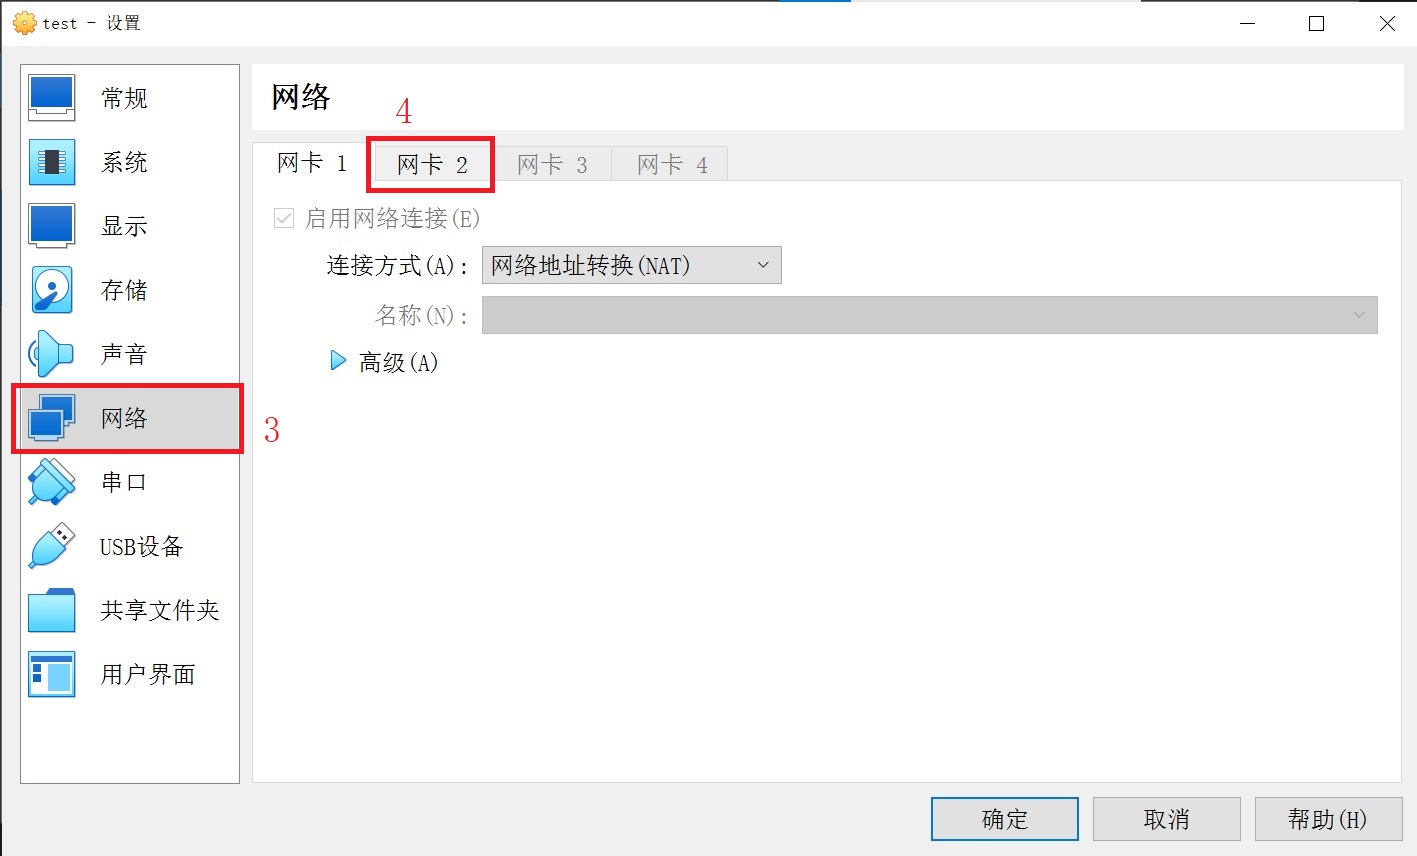 test - 设置
常规
系统
显示
存储
声音
网络
串口
USB设备
共享文件夹
用户界面
3
网络
4
网卡 1
网卡 2
网卡 3
网卡 4
启用网络连接(E)
连接方式(A): 网络地址转换(NAT)
名称(N):
高级(A)
确定
取消
帮助(H)